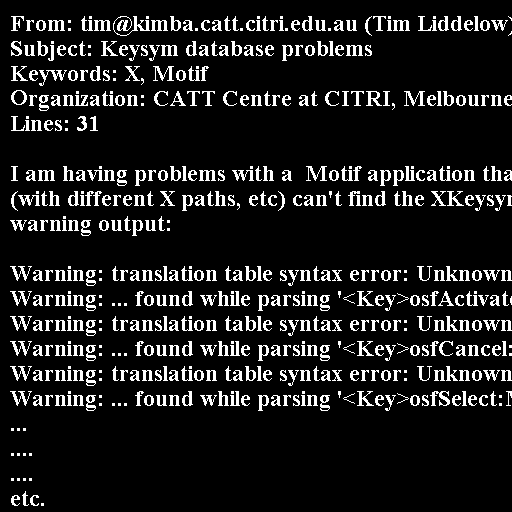 From: tim@kimba.catt.citri.edu.au (Tim Liddelow)
Subject: Keysym database problems
Keywords: X, Motif
Organization: CATT Centre at CITRI, Melbourne
Lines: 31
I am having problems with a  Motif application tha
(with different X paths, etc) can't find the XKeysy
warning output:
Warning: translation table syntax error: Unknown
Warning: ... found while parsing '<Key>osfActivat
Warning: translation table syntax error: Unknown
Warning: ... found while parsing '<Key>osfCancel:
Warning: translation table syntax error: Unknown
Warning: ... found while parsing '<Key>osfSelect:
...
....
....
etc.